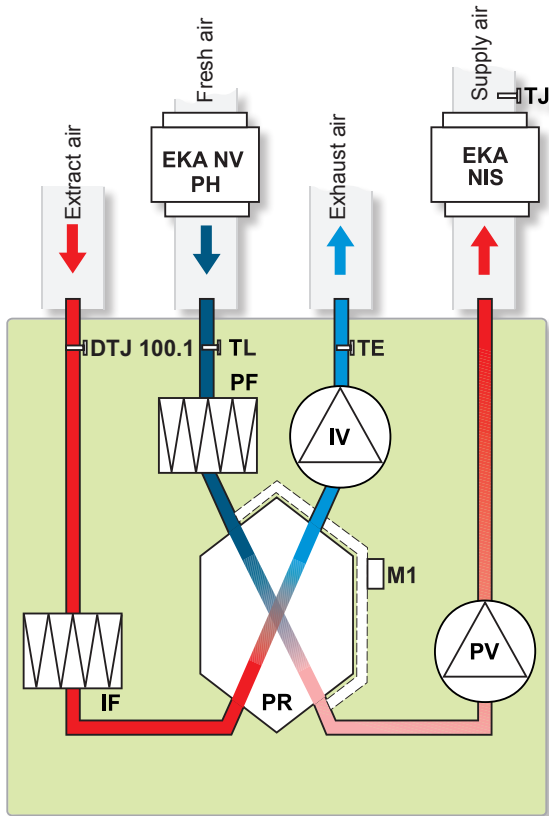 Extract air
Fresh air
Exhaust air
Supply air
TJ
EKA NV
PH
EKA
NIS
DTJ 100.1
TL
TE
PF
IV
M1
IF
PR
PV